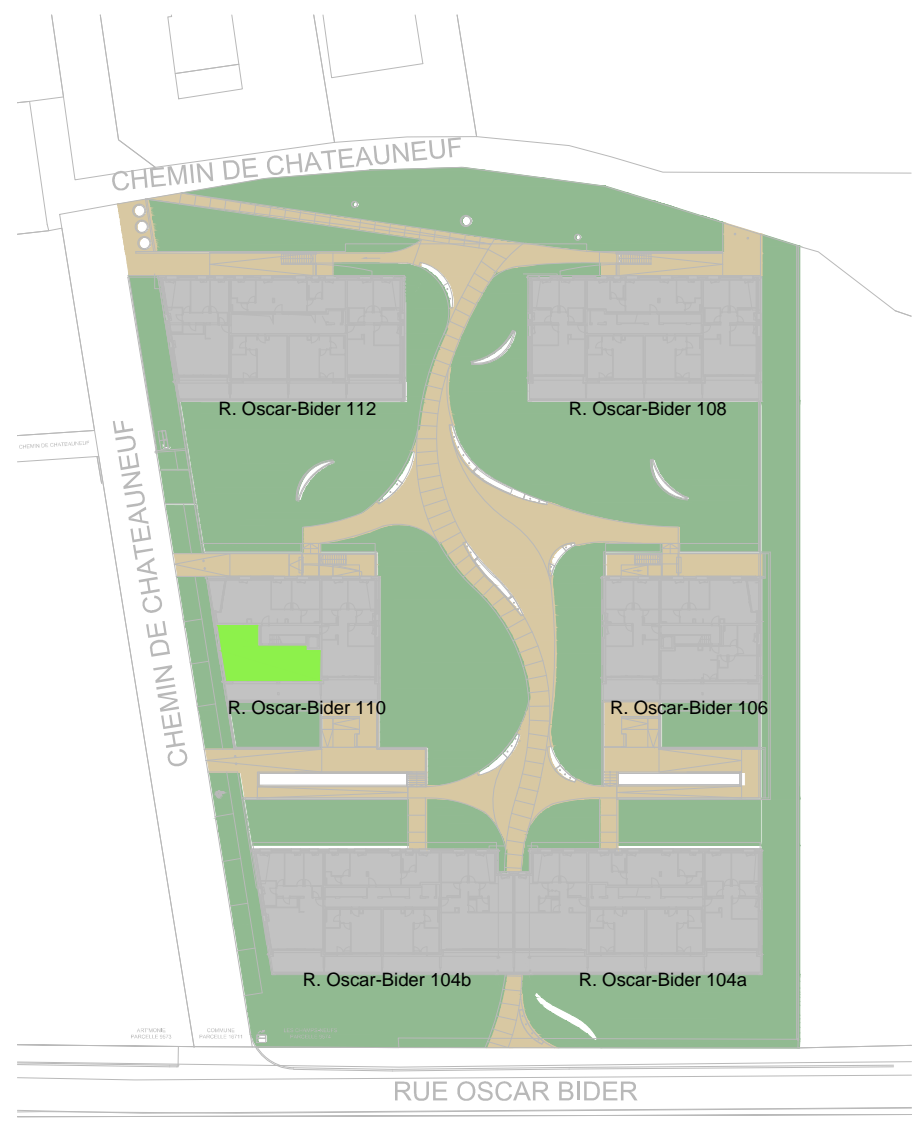 CHEMIN DE CHATEAUNEUF
R. Oscar-Bider 112
R. Oscar-Bider 108
CHEMIN DE CHATEAUNEUF
CHEMIN DE CHATEAUNEUF
R. Oscar-Bider 110
R. Oscar-Bider 106
R. Oscar-Bider 104b
R. Oscar-Bider 104a
COMMUNE
PARCELLE
RUE OSCAR BIDER